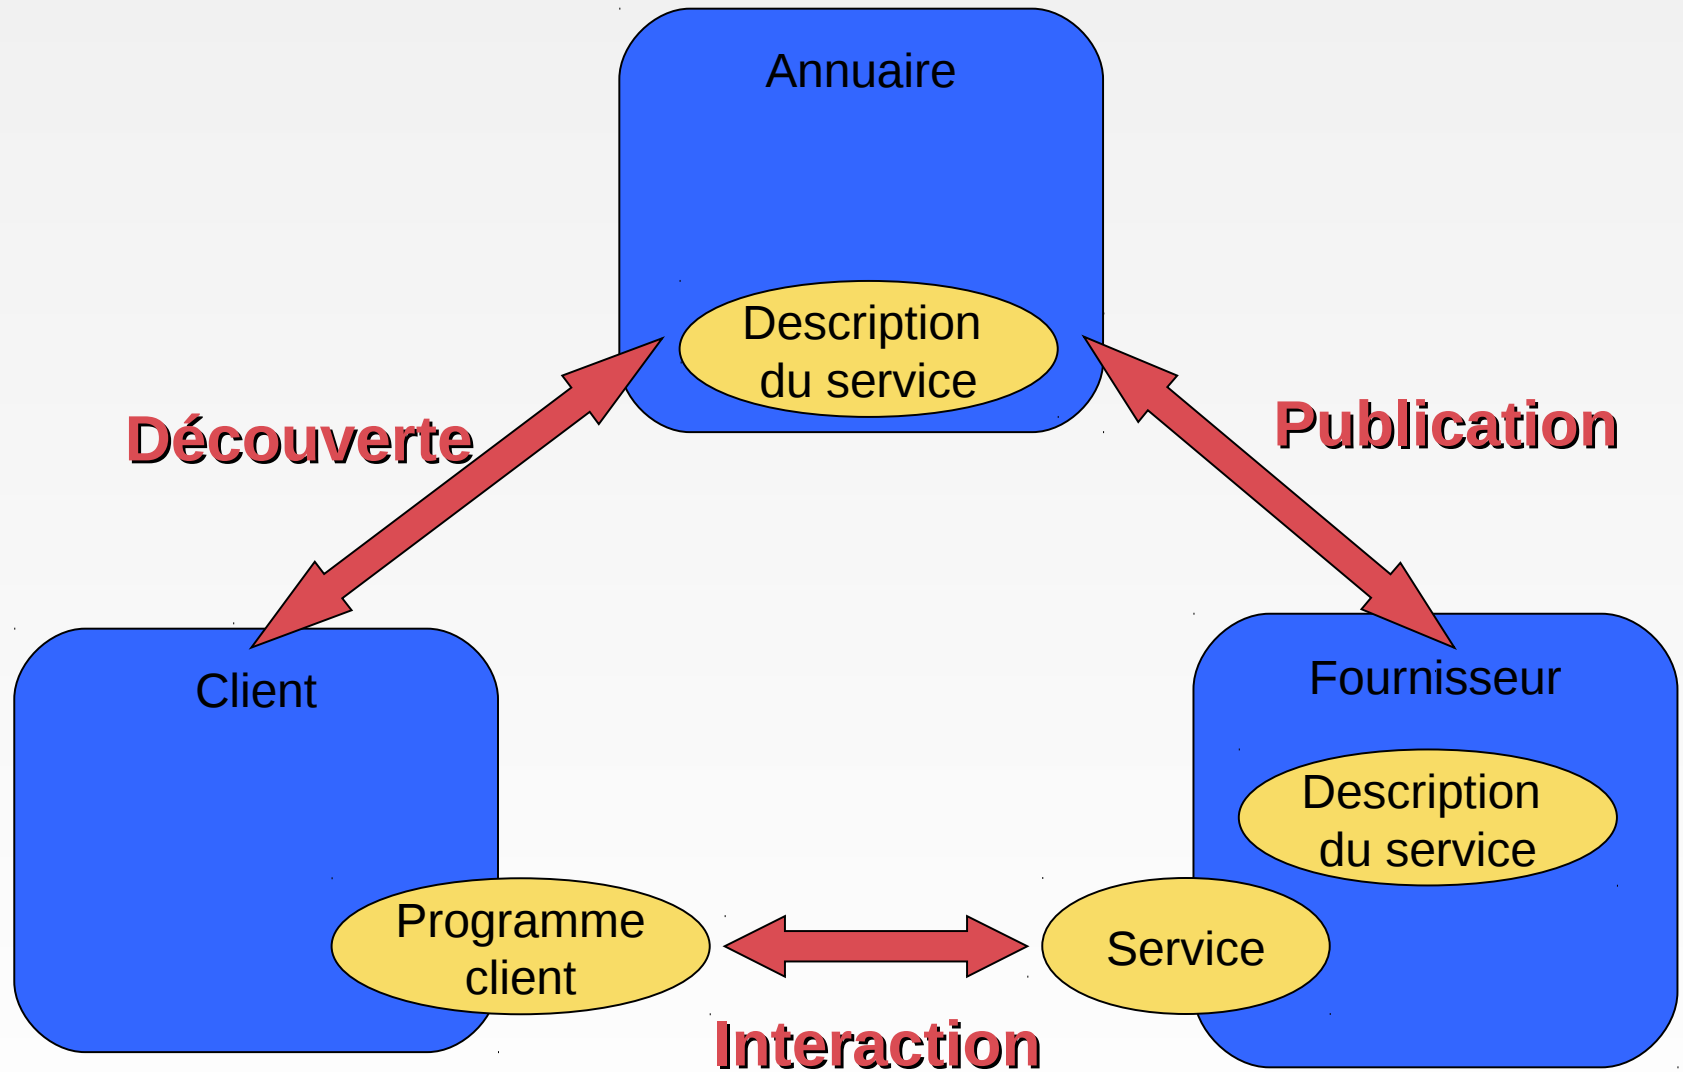 Annuaire
Description
du service
Découverte
Publication
Client
Fournisseur
Description
du service
Programme
client
Service
Interaction